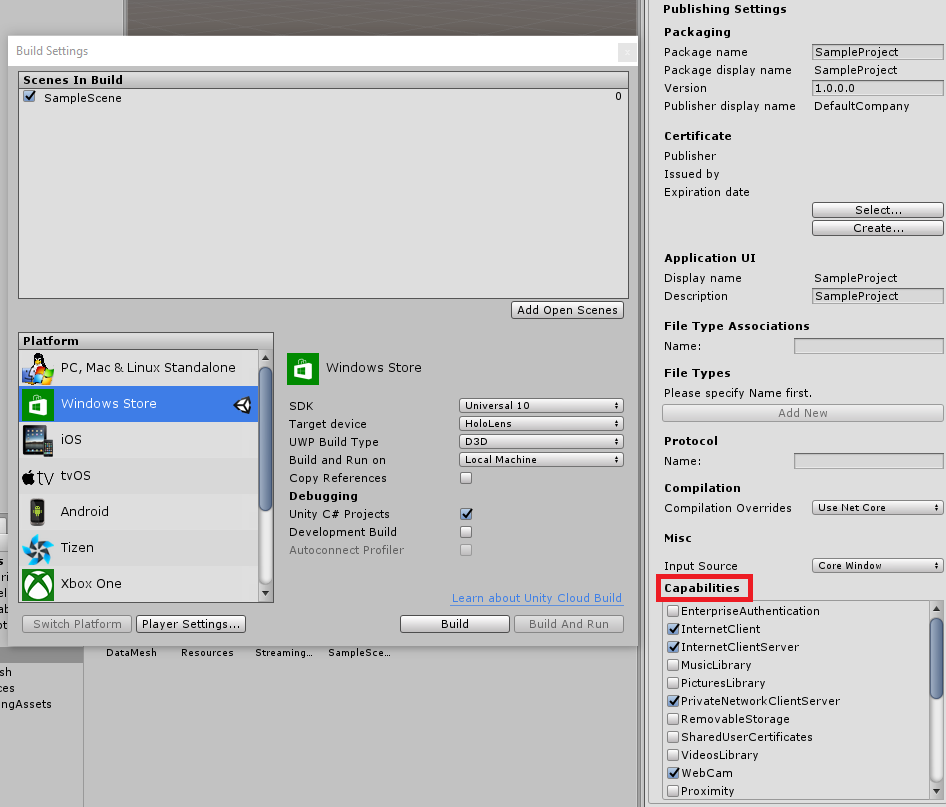 Build Settings
Scenes In Build
SampleScene 0
Add Open Scenes
Platform
PC, Mac & Linux Standalone
Windows Store
iOS
tv
tvOS
Android
Tizen
Xbox One
Switch Platform
Player Settings...
Windows Store
SDK Universal 10
Target device HoloLens
UWP Build Type D3D
Build and Run on Local Machine
Copy References
Debugging
Unity C# Projects
Development Build
Autoconnect Profiler
Learn about Unity Cloud Build
Build
Build And Run
DataMesh Resources Streaming... SampleSce...
sh
ces
ngAssets
Publishing Settings
Packaging
Package name SampleProject
Package display name SampleProject
Version 1.0.0.0
Publisher display name DefaultCompany
Certificate
Publisher
Issued by
Expiration date
Select...
Create...
Application UI
Display name SampleProject
Description SampleProject
File Type Associations
Name:
File Types
Please specify Name first.
Add New
Protocol
Name:
Compilation
Compilation Overrides Use Net Core
Misc
Input Source Core Window
Capabilities
EnterpriseAuthentication
InternetClient
InternetClientServer
MusicLibrary
PicturesLibrary
PrivateNetworkClientServer
RemovableStorage
SharedUserCertificates
VideosLibrary
WebCam
Proximity